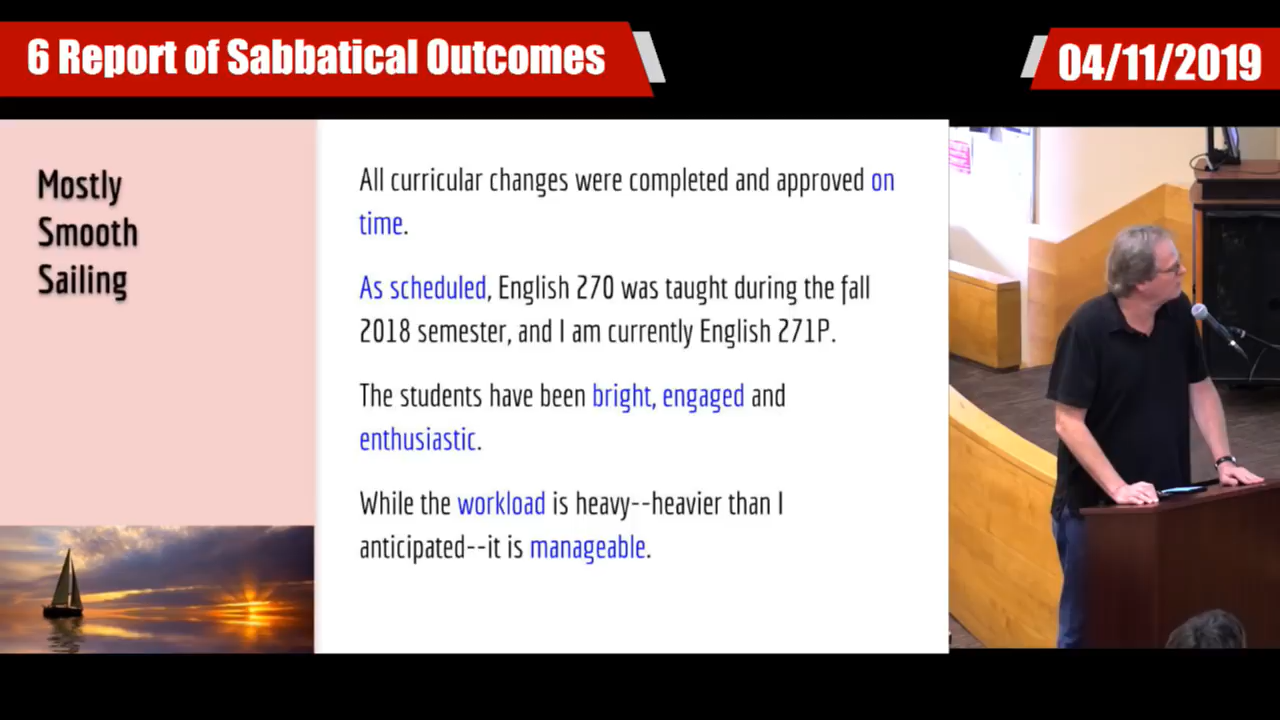 6 Report of Sabbatical Outcomes
04/11/2019
Mostly
Smooth
Sailing
All curricular changes were completed and approved on
time.
As scheduled, English 270 was taught during the fall
2018 semester, and I am currently English 271P.
The students have been bright, engaged and
enthusiastic.
While the workload is heavy--heavier than I
anticipated--it is manageable.